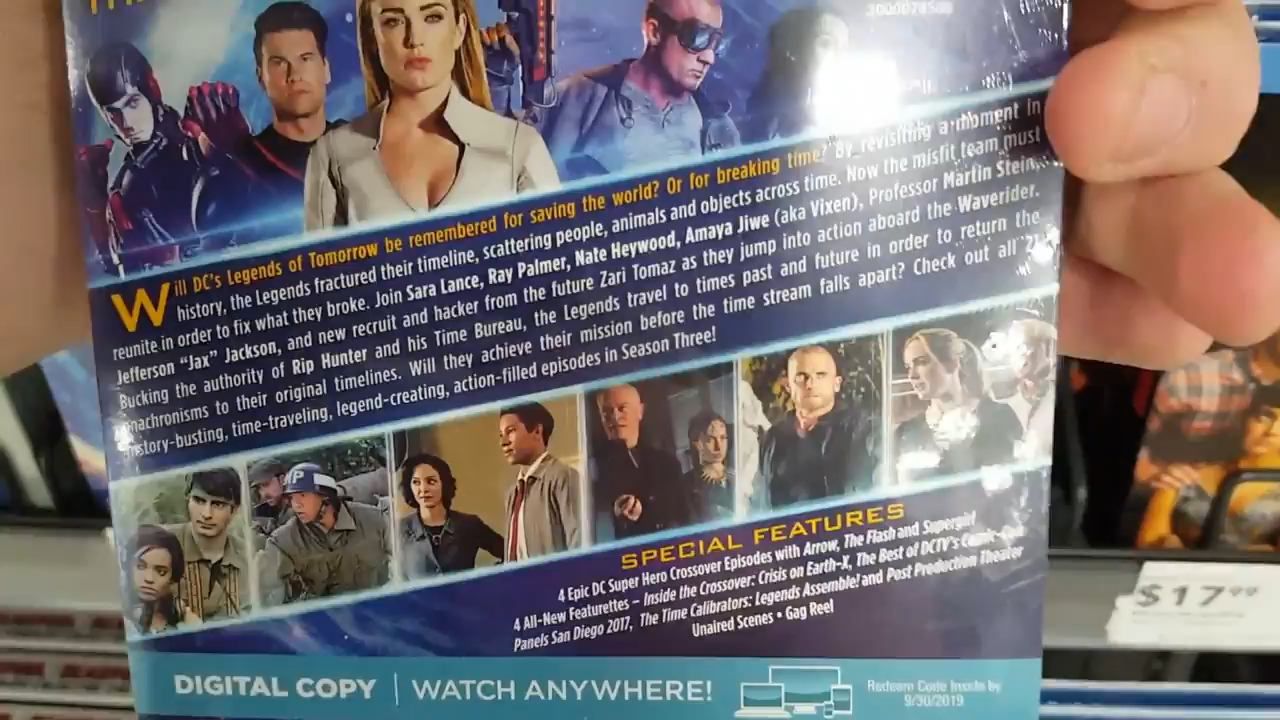 Will DC's Legends of Tomorrow be remembered for saving the world? Or for breaking time? By revisiting a moment in
history, the Legends fractured their timeline, scattering people, animals and objects across time. Now the misfit team must
reunite in order to fix what they broke. Join Sara Lance, Ray Palmer, Nate Heywood, Amaya Jiwe (aka Vixen), Professor Martin Stein,
Jefferson "Jax" Jackson, and new recruit and hacker from the future Zari Tomaz as they jump into action aboard the Waverider.
Bucking the authority of Rip Hunter and his Time Bureau, the Legends travel to times past and future in order to return the
anachronisms to their original timelines. Will they achieve their mission before the time stream falls apart? Check out all
history-busting, time-traveling, legend-creating, action-filled episodes in Season Three!
MP
SPECIAL FEATURES
4 Epic DC Super Hero Crossover Episodes with Arrow, The Flash and Supergirl
4 All-New Featurettes – Inside the Crossover: Crisis on Earth-X, The Best of DCTV's Comic-Con
Panels San Diego 2017, The Time Calibrators: Legends Assemble! and Post Production Theater
Unaired Scenes • Gag Reel
DIGITAL COPY | WATCH ANYWHERE!
Redeem Code Inside by
9/30/2019
$17.99